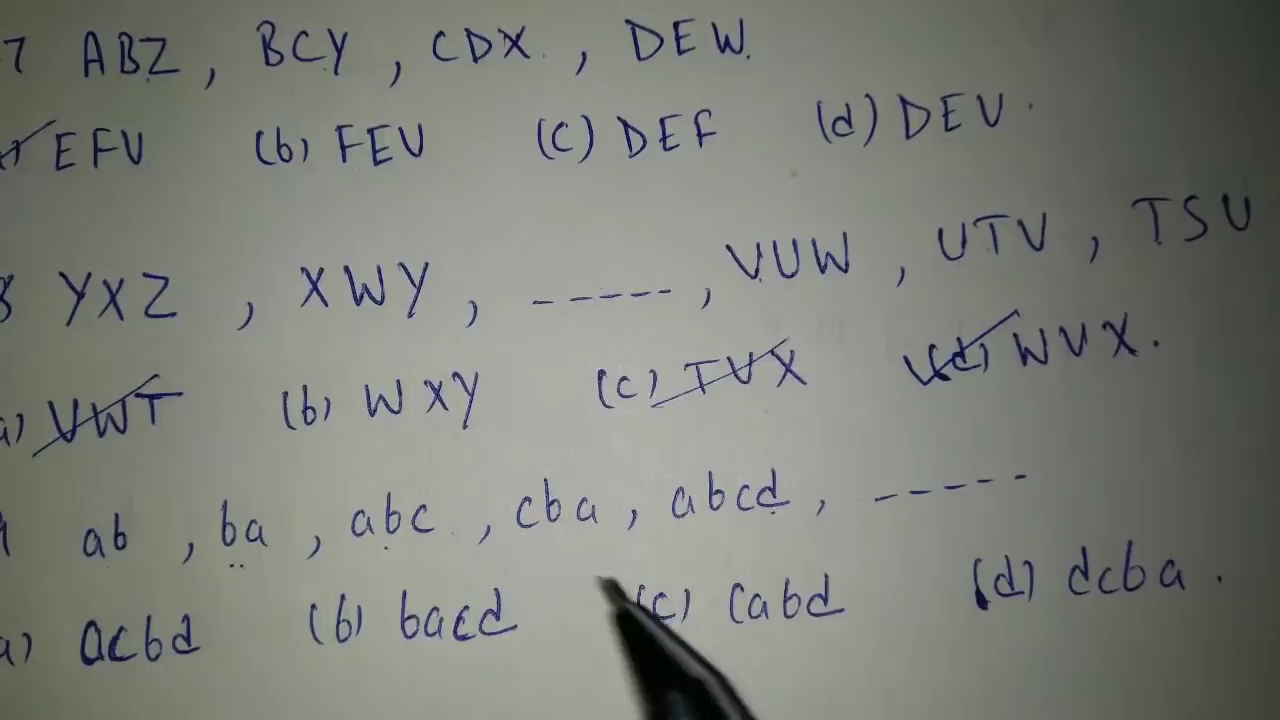 7 ABZ, BCY, CDX, DEW
EFV (b) FEV (c) DEF (d) DEV.
8 YXZ, XWY, -----, VUW, UTV, TSU
a) VWT (b) WXY (c) TVX (d) WVX.
ab, ba, abc, cba, abcd, -----
a) acbd (b) bacd (c) cabd (d) dcba.